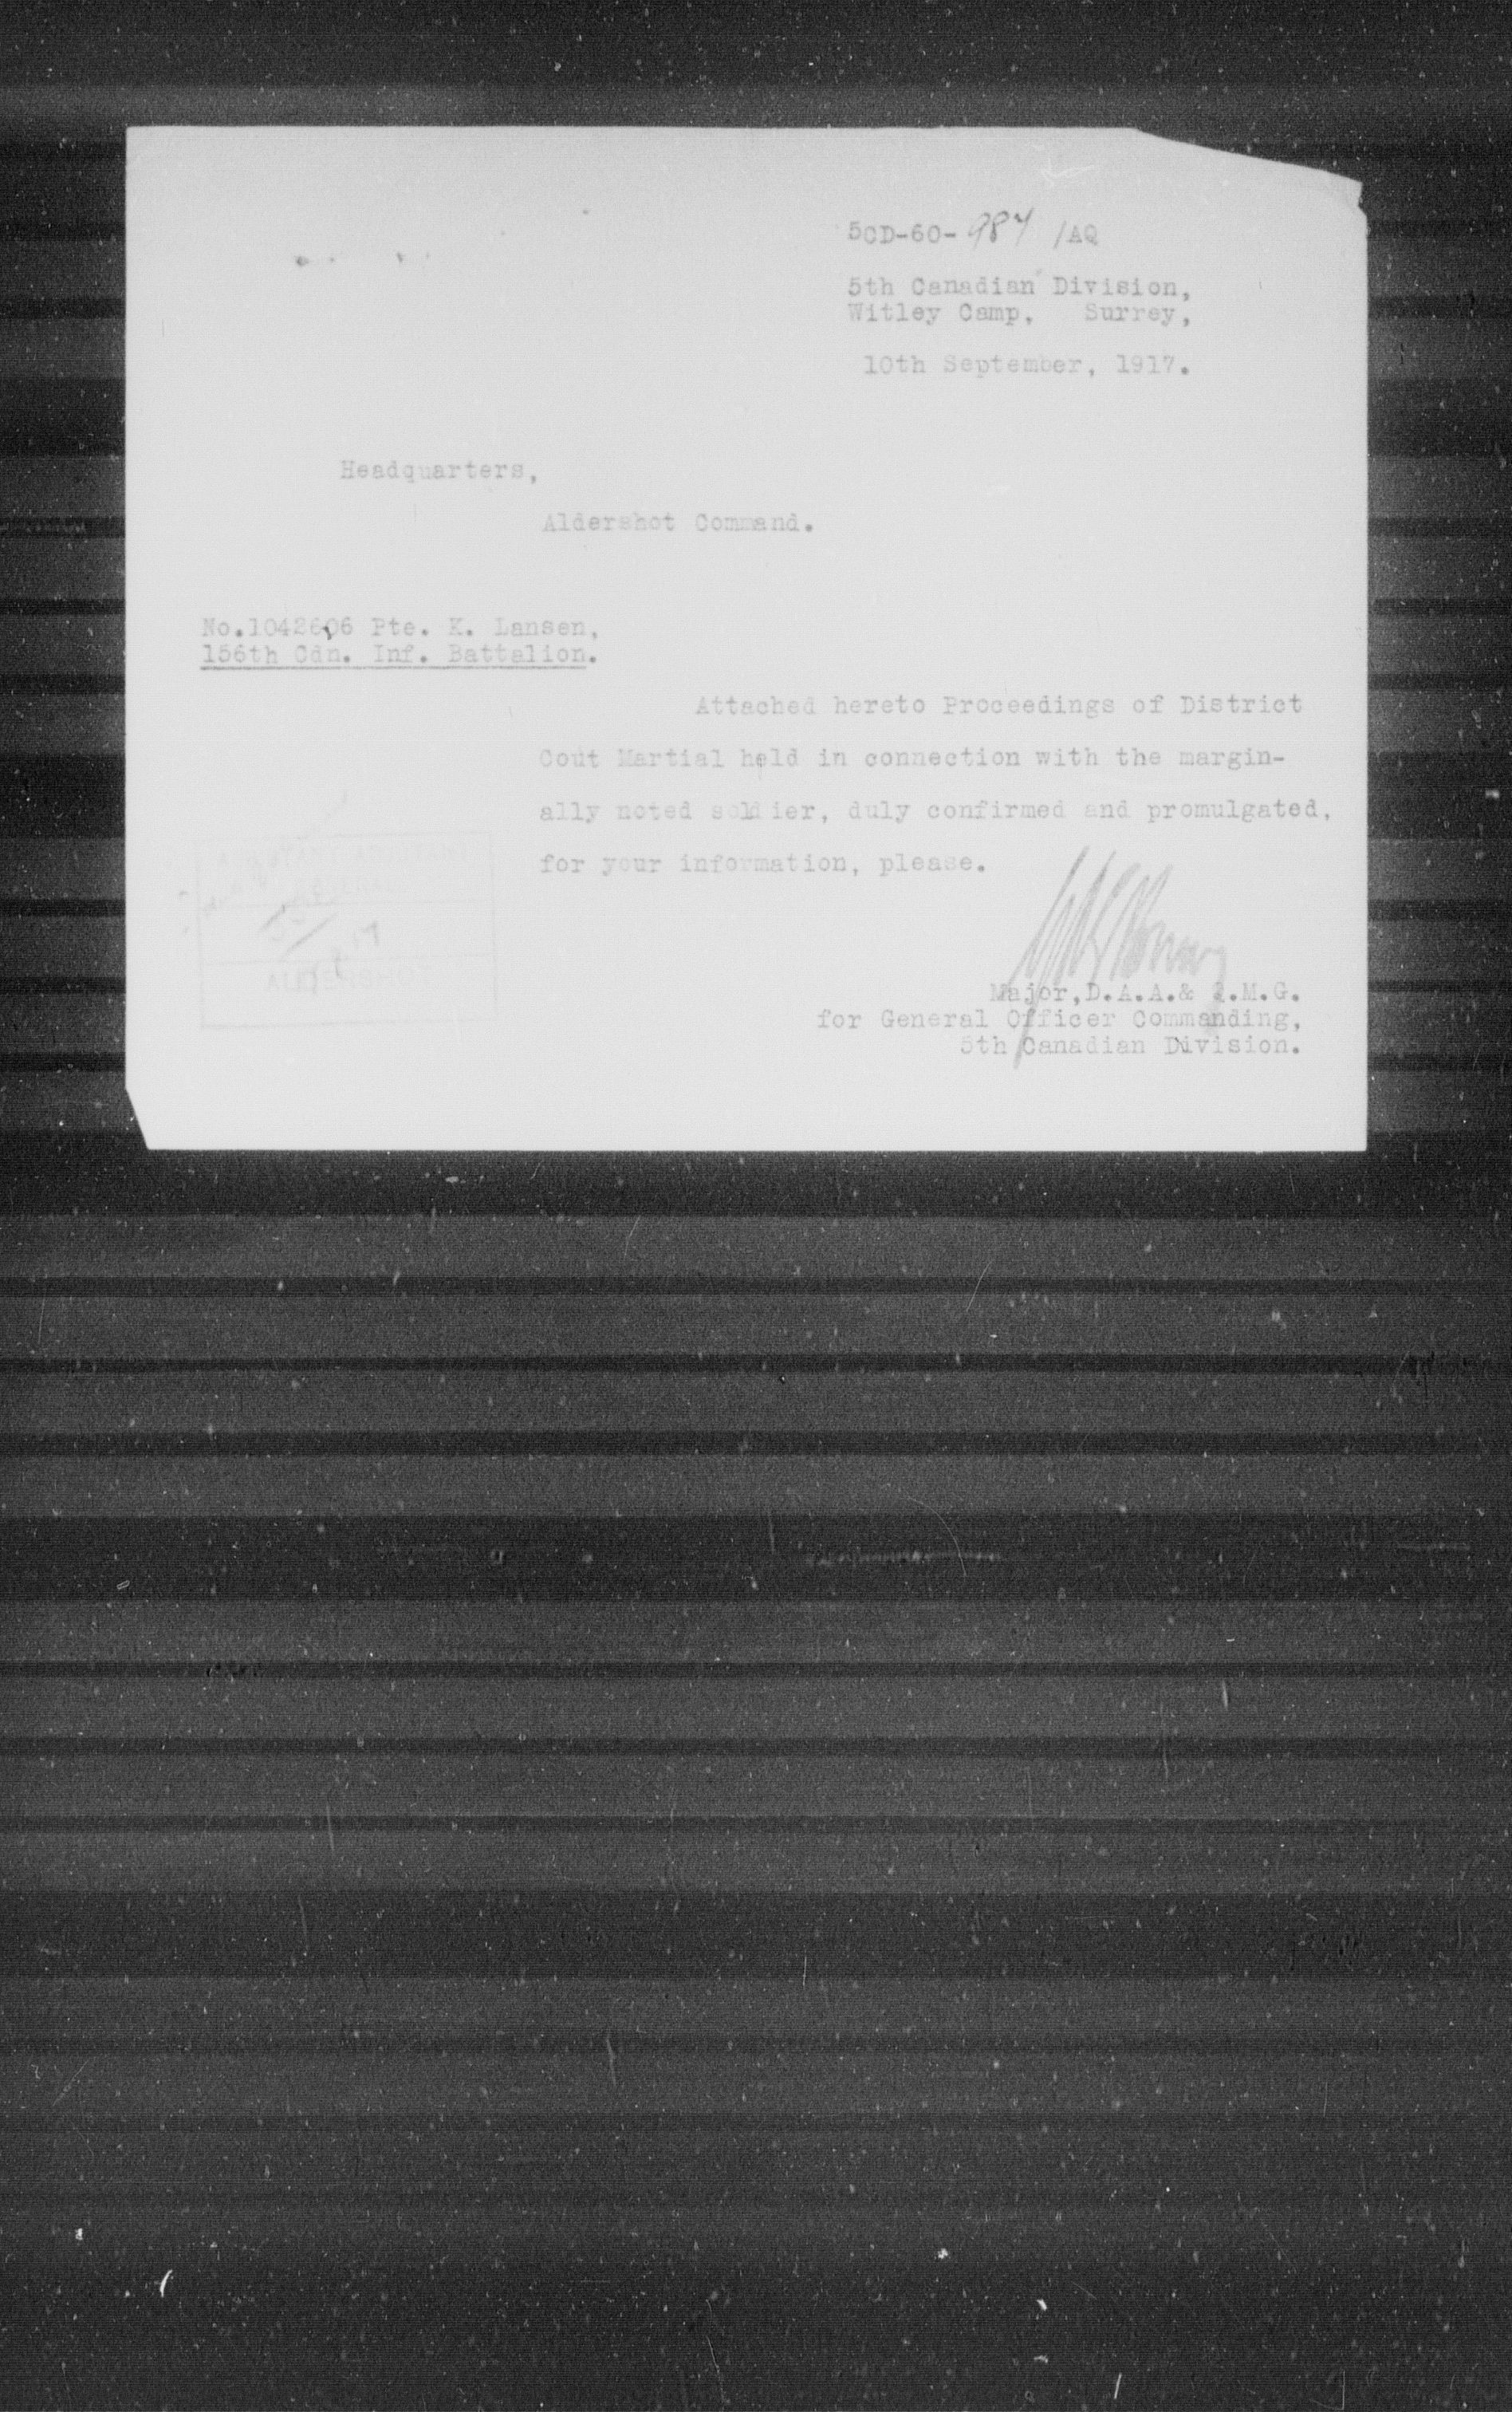 5CD-60- 987 /AQ
5th Canadian Division,
Witley Camp, Surrey,
10th September, 1917.
Headquarters,
Aldershot Command.
No.1042606 Pte. K. Lansen,
156th Cdn. Inf. Battalion.
Attached hereto Proceedings of District
Cout Martial held in connection with the margin-
ally noted soldier, duly confirmed and promulgated,
for your information, please.
ALDERSHOT
Major,D.A.A.& Q.M.G.
for General Officer Commanding,
5th Canadian Division.